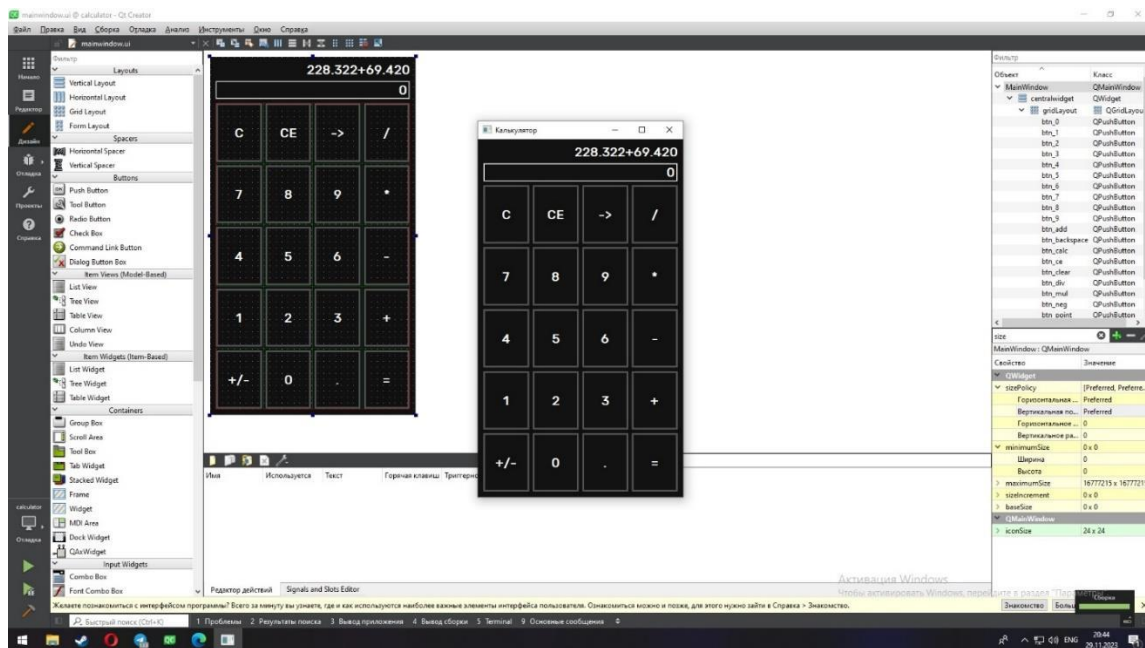 mainwindow.ui @ calculator - Qt Creator
Файл Правка Вид Сборка Отладка Анализ Инструменты Окно Справка
mainwindow.ui
Начало
Редактор
Дизайн
Отладка
Проекты
Справка
calculator
Отладка
Фильтр
Layouts
Vertical Layout
Horizontal Layout
Grid Layout
Form Layout
Spacers
Horizontal Spacer
Vertical Spacer
Buttons
Push Button
Tool Button
Radio Button
Check Box
Command Link Button
Dialog Button Box
Item Views (Model-Based)
List View
Tree View
Table View
Column View
Undo View
Item Widgets (Item-Based)
List Widget
Tree Widget
Table Widget
Containers
Group Box
Scroll Area
Tool Box
Tab Widget
Stacked Widget
Frame
Widget
MDI Area
Dock Widget
QAxWidget
Input Widgets
Combo Box
Font Combo Box
228.322+69.420
0
C CE -> /
7 8 9 *
4 5 6 -
1 2 3 +
+/- 0 . =
Калькулятор
228.322+69.420
0
C CE -> /
7 8 9 *
4 5 6 -
1 2 3 +
+/- 0 . =
Имя Используется Текст Горячая клавиш
Редактор действий Signals and Slots Editor
Фильтр
Объект Класс
MainWindow QMainWindow
centralwidget QWidget
gridLayout QGridLayou
btn_0 QPushButton
btn_1 QPushButton
btn_2 QPushButton
btn_3 QPushButton
btn_4 QPushButton
btn_5 QPushButton
btn_6 QPushButton
btn_7 QPushButton
btn_8 QPushButton
btn_9 QPushButton
btn_add QPushButton
btn_backspace QPushButton
btn_calc QPushButton
btn_ce QPushButton
btn_clear QPushButton
btn_div QPushButton
btn_mul QPushButton
btn_neg QPushButton
btn_point QPushButton
size
MainWindow : QMainWindow
Свойство Значение
QWidget
sizePolicy [Preferred, Preferre...
Горизонтальная ... Preferred
Вертикальная по... Preferred
Горизонтальное ... 0
Вертикальное ра... 0
minimumSize 0 x 0
Ширина 0
Высота 0
maximumSize 16777215 x 1677721
sizeIncrement 0 x 0
baseSize 0 x 0
QMainWindow
iconSize 24 x 24
Активация Windows
Чтобы активировать Windows, перейдите в раздел "Парам
Желаете познакомиться с интерфейсом программы? Всего за минуту вы узнаете, где и как используются наиболее важные элементы интерфейса пользователя. Ознакомиться можно и позже, для этого нужно зайти в Справка > Знакомство.
Знакомство
Сборка
Быстрый поиск (Ctrl+K) 1 Проблемы 2 Результаты поиска 3 Вывод приложения 4 Вывод сборки 5 Terminal 9 Основные сообщения
ENG
20:44
29.11.2023